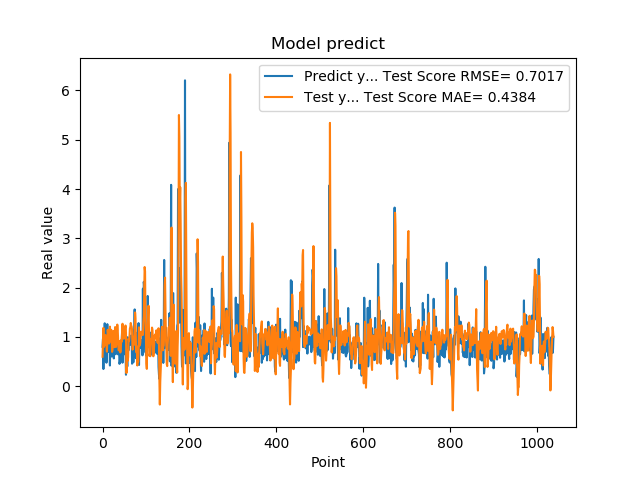 Model predict
Predict y... Test Score RMSE= 0.7017
Test y... Test Score MAE= 0.4384
Real value
6
5
4
3
2
1
0
0 200 400 600 800 1000
Point